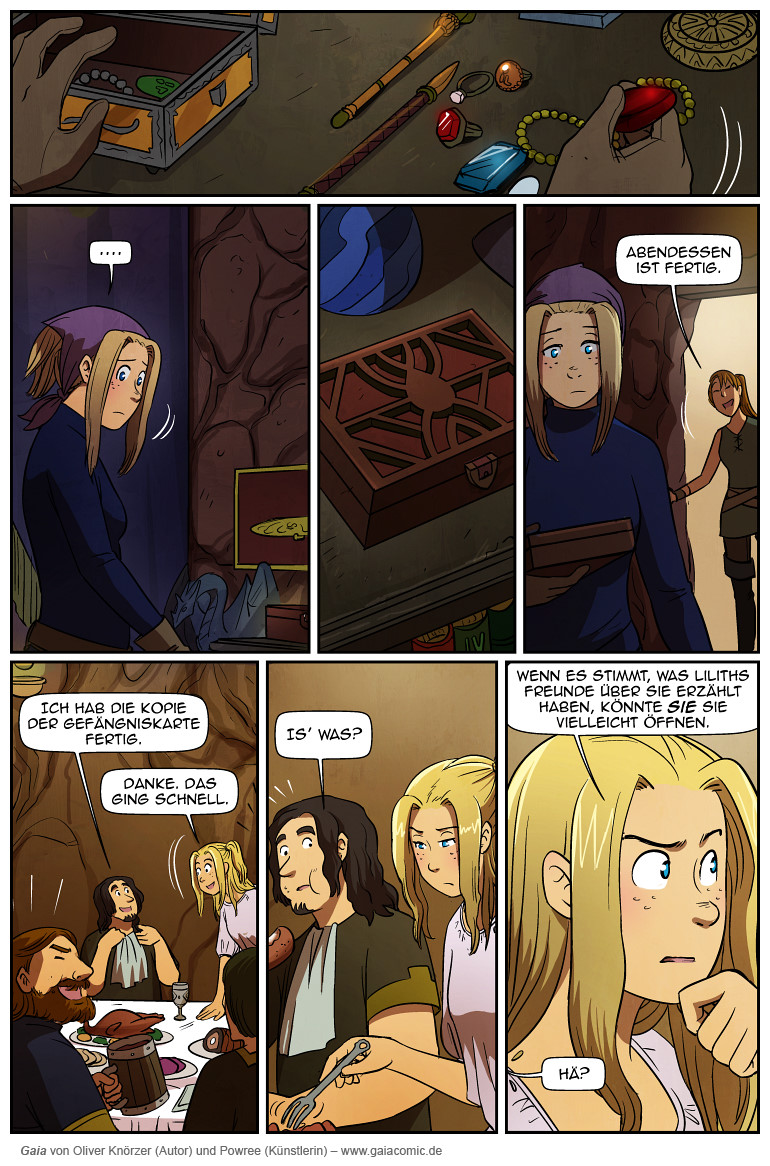 ....
ABENDESSEN
IST FERTIG.
IV
ICH HAB DIE KOPIE
DER GEFÄNGNISKARTE
FERTIG.
DANKE. DAS
GING SCHNELL.
IS' WAS?
WENN ES STIMMT, WAS LILITHS
FREUNDE ÜBER SIE ERZÄHLT
HABEN, KÖNNTE SIE SIE
VIELLEICHT ÖFFNEN.
HÄ?
Gaia von Oliver Knörzer (Autor) und Powree (Künstlerin) – www.gaiacomic.de